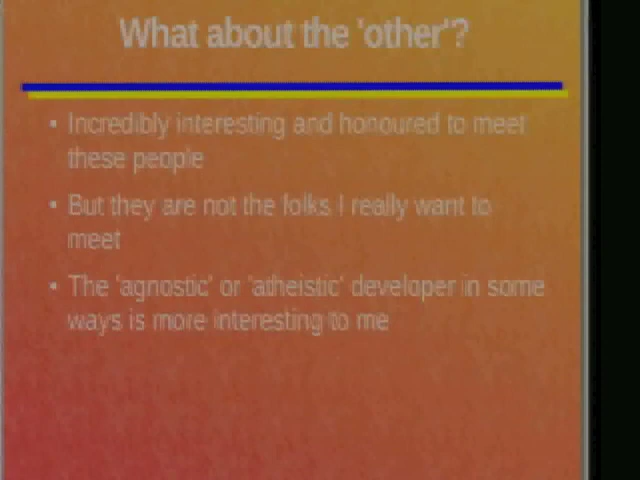 What about the 'other'?
• Incredibly interesting and honoured to meet
these people
• But they are not the folks I really want to
meet
• The 'agnostic' or 'atheistic' developer in some
ways is more interesting to me